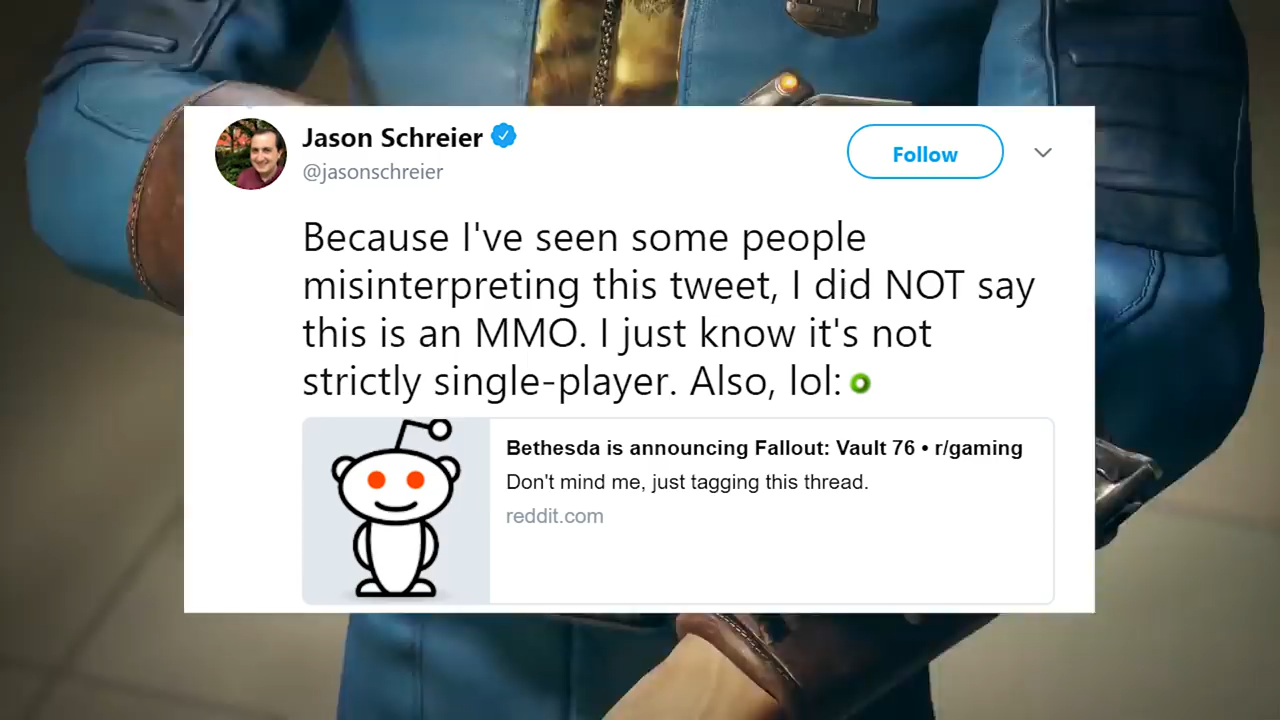 Jason Schreier
@jasonschreier
Follow
Because I've seen some people
misinterpreting this tweet, I did NOT say
this is an MMO. I just know it's not
strictly single-player. Also, lol:
Bethesda is announcing Fallout: Vault 76 • r/gaming
Don't mind me, just tagging this thread.
reddit.com